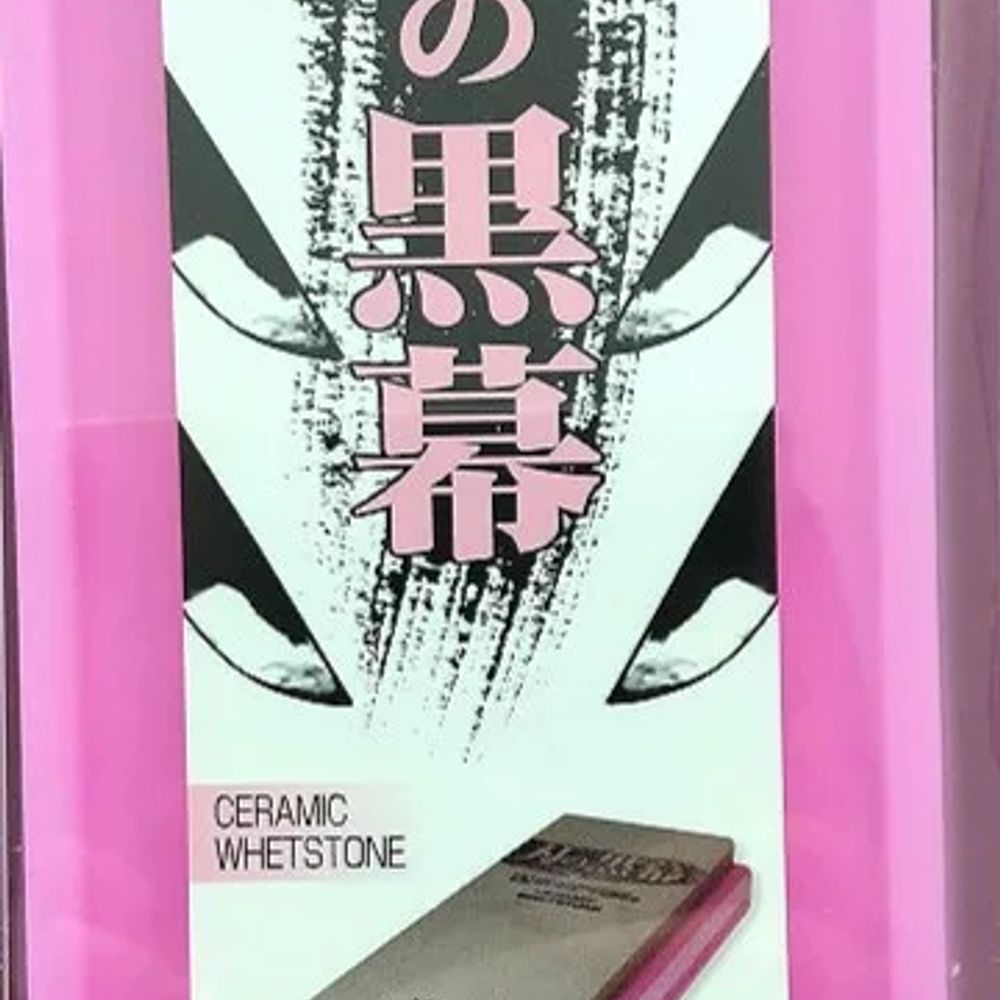 の黒幕
CERAMIC
WHETSTONE